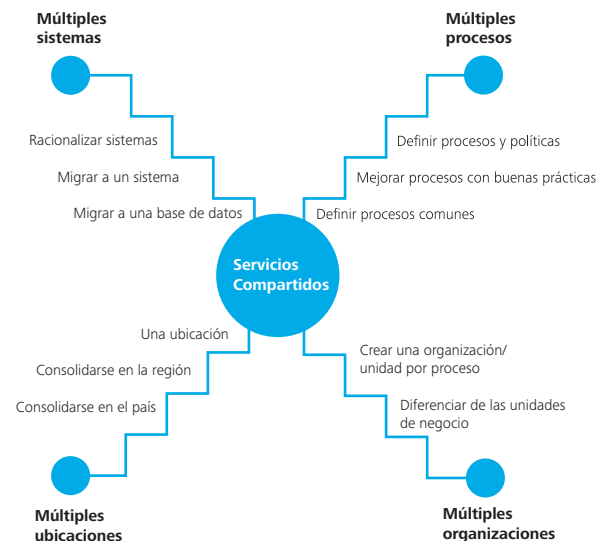 Múltiples
sistemas
Múltiples
procesos
Racionalizar sistemas
Definir procesos y políticas
Migrar a un sistema
Mejorar procesos con buenas prácticas
Migrar a una base de datos
Definir procesos comunes
Servicios
Compartidos
Una ubicación
Crear una organización/
unidad por proceso
Consolidarse en la región
Consolidarse en el país
Diferenciar de las unidades
de negocio
Múltiples
ubicaciones
Múltiples
organizaciones